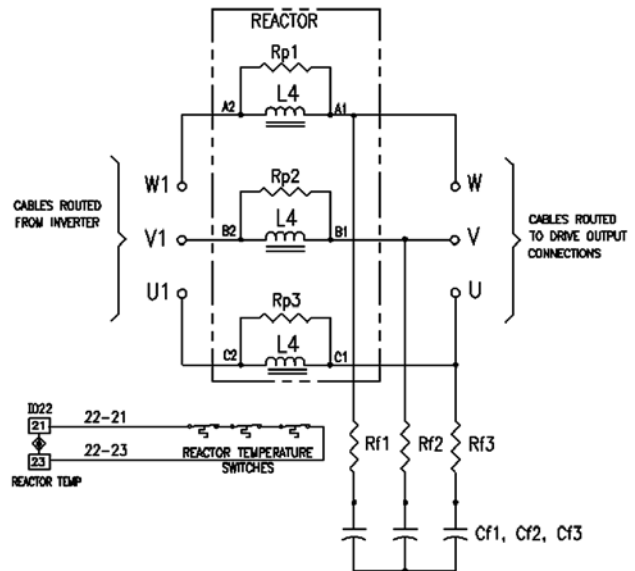 REACTOR
Rp1
L4
A2
A1
Rp2
W1
W
CABLES ROUTED
FROM INVERTER
L4
CABLES ROUTED
TO DRIVE OUTPUT
CONNECTIONS
V1
B2
B1
V
U1
Rp3
U
L4
C2
C1
IO22
21
22-21
23
22-23
REACTOR TEMPERATURE
SWITCHES
REACTOR TEMP
Rf1
Rf2
Rf3
Cf1, Cf2, Cf3